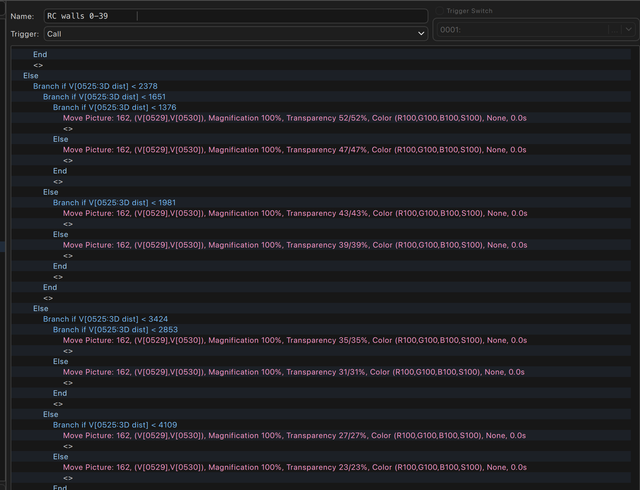 Trigger Switch
Name: RC walls 0-39
0001:
Trigger: Call
End
<>
Else
Branch if V[0525:3D dist] < 2378
Branch if V[0525:3D dist] < 1651
Branch if V[0525:3D dist] < 1376
Move Picture: 162, (V[0529],V[0530]), Magnification 100%, Transparency 52/52%, Color (R100,G100,B100,S100), None, 0.0s
<>
Else
Move Picture: 162, (V[0529],V[0530]), Magnification 100%, Transparency 47/47%, Color (R100,G100,B100,S100), None, 0.0s
<>
End
<>
Else
Branch if V[0525:3D dist] < 1981
Move Picture: 162, (V[0529],V[0530]), Magnification 100%, Transparency 43/43%, Color (R100,G100,B100,S100), None, 0.0s
<>
Else
Move Picture: 162, (V[0529],V[0530]), Magnification 100%, Transparency 39/39%, Color (R100,G100,B100,S100), None, 0.0s
<>
End
<>
End
<>
Else
Branch if V[0525:3D dist] < 3424
Branch if V[0525:3D dist] < 2853
Move Picture: 162, (V[0529],V[0530]), Magnification 100%, Transparency 35/35%, Color (R100,G100,B100,S100), None, 0.0s
<>
Else
Move Picture: 162, (V[0529],V[0530]), Magnification 100%, Transparency 31/31%, Color (R100,G100,B100,S100), None, 0.0s
<>
End
<>
Else
Branch if V[0525:3D dist] < 4109
Move Picture: 162, (V[0529],V[0530]), Magnification 100%, Transparency 27/27%, Color (R100,G100,B100,S100), None, 0.0s
<>
Else
Move Picture: 162, (V[0529],V[0530]), Magnification 100%, Transparency 23/23%, Color (R100,G100,B100,S100), None, 0.0s
<>
End